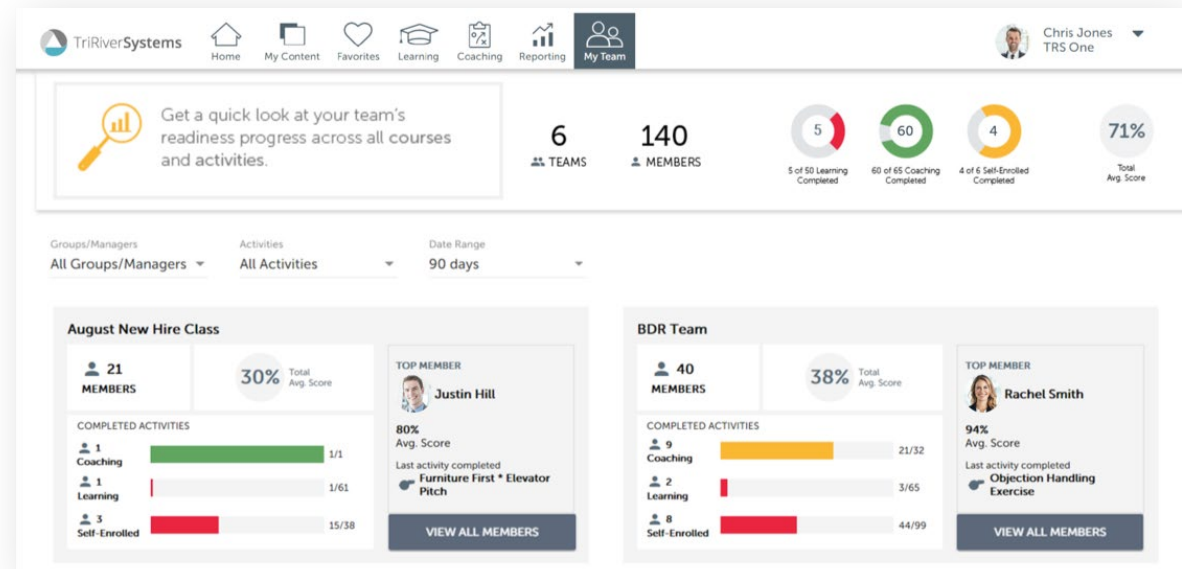 TriRiverSystems
Home
My Content
Favorites
Learning
Coaching
Reporting
My Team
Chris Jones
TRS One
Get a quick look at your team's
readiness progress across all courses
and activities.
6
TEAMS
140
MEMBERS
5
5 of 50 Learning
Completed
60
60 of 65 Coaching
Completed
4
4 of 6 Self-Enrolled
Completed
71%
Total
Avg. Score
Groups/Managers
All Groups/Managers
Activities
All Activities
Date Range
90 days
August New Hire Class
21
MEMBERS
30%
Total
Avg. Score
COMPLETED ACTIVITIES
1
Coaching
1/1
1
Learning
1/61
3
Self-Enrolled
15/38
TOP MEMBER
Justin Hill
80%
Avg. Score
Last activity completed
Furniture First * Elevator
Pitch
VIEW ALL MEMBERS
BDR Team
40
MEMBERS
38%
Total
Avg. Score
COMPLETED ACTIVITIES
9
Coaching
21/32
2
Learning
3/65
8
Self-Enrolled
44/99
TOP MEMBER
Rachel Smith
94%
Avg. Score
Last activity completed
Objection Handling
Exercise
VIEW ALL MEMBERS